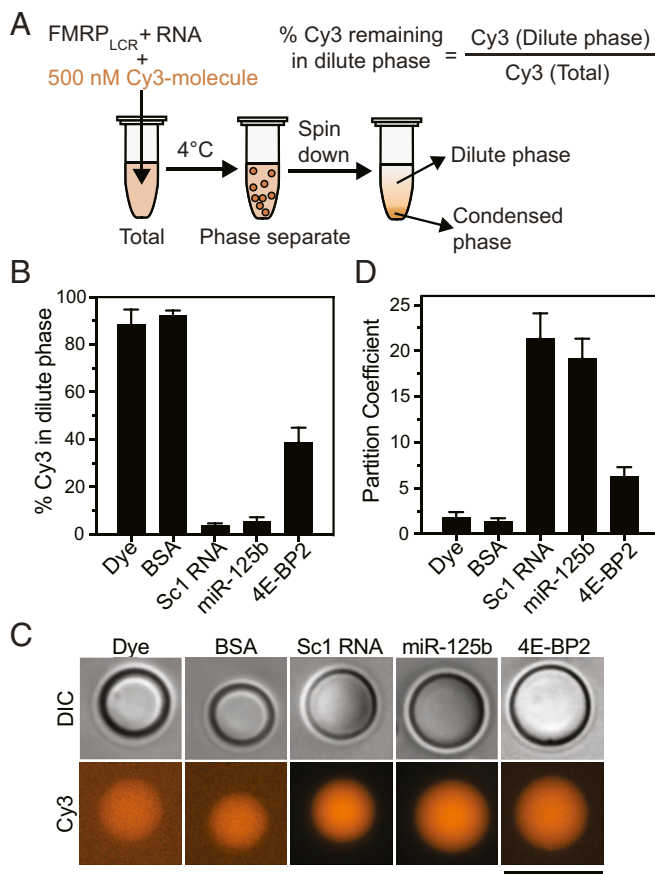 A
FMRPLCR + RNA
+
500 nM Cy3-molecule
% Cy3 remaining
in dilute phase
=
Cy3 (Dilute phase)
Cy3 (Total)
4°C
Spin
down
Dilute phase
Condensed
phase
Total
Phase separate
B
% Cy3 in dilute phase
100
80
60
40
20
0
Dye
BSA
Sc1 RNA
miR-125b
4E-BP2
D
Partition Coefficient
25
20
15
10
5
0
Dye
BSA
Sc1 RNA
miR-125b
4E-BP2
C
Dye BSA Sc1 RNA miR-125b 4E-BP2
DIC
Cy3